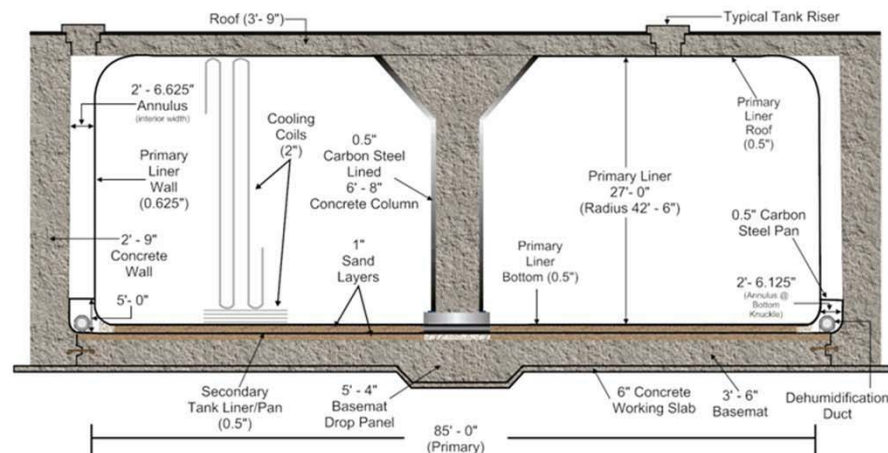 Roof (3'- 9")
Typical Tank Riser
2' - 6.625"
Annulus
(interior width)
Primary
Liner
Wall
(0.625")
2' - 9"
Concrete
Wall
5'- 0"
Cooling
Coils
(2")
0.5"
Carbon Steel
Lined
6' - 8"
Concrete Column
1"
Sand
Layers
Primary
Liner
Bottom (0.5")
Primary Liner
27'- 0"
(Radius 42' - 6")
Primary
Liner
Roof
(0.5")
0.5" Carbon
Steel Pan
2'- 6.125"
(Annulus @
Bottom
Knuckle)
Secondary
Tank Liner/Pan
(0.5")
5' - 4"
Basemat
Drop Panel
6" Concrete
Working Slab
3' - 6"
Basemat
Dehumidification
Duct
85' - 0"
(Primary)